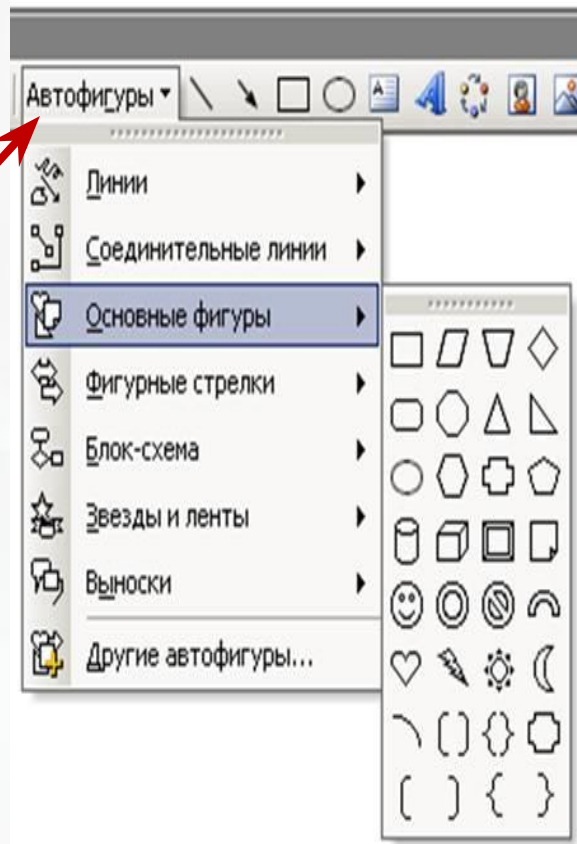 Автофигуры
Линии
Соединительные линии
Основные фигуры
Фигурные стрелки
Блок-схема
Звезды и ленты
Выноски
Другие автофигуры...